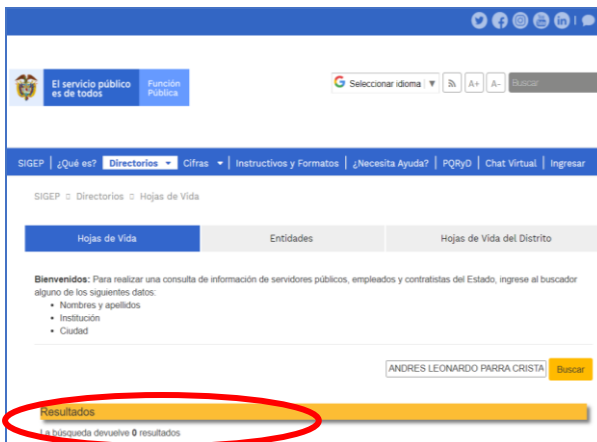 El servicio público
es de todos
Función
Pública
Seleccionar idioma ▼
A+ A-
Buscar
SIGEP | ¿Qué es? Directorios Cifras | Instructivos y Formatos | ¿Necesita Ayuda? | PQRyD | Chat Virtual | Ingresar
SIGEP Directorios Hojas de Vida
Hojas de Vida Entidades Hojas de Vida del Distrito
Bienvenidos: Para realizar una consulta de información de servidores públicos, empleados y contratistas del Estado, ingrese al buscador
alguno de los siguientes datos:
• Nombres y apellidos
• Institución
• Ciudad
ANDRES LEONARDO PARRA CRISTA Buscar
Resultados
La búsqueda devuelve 0 resultados